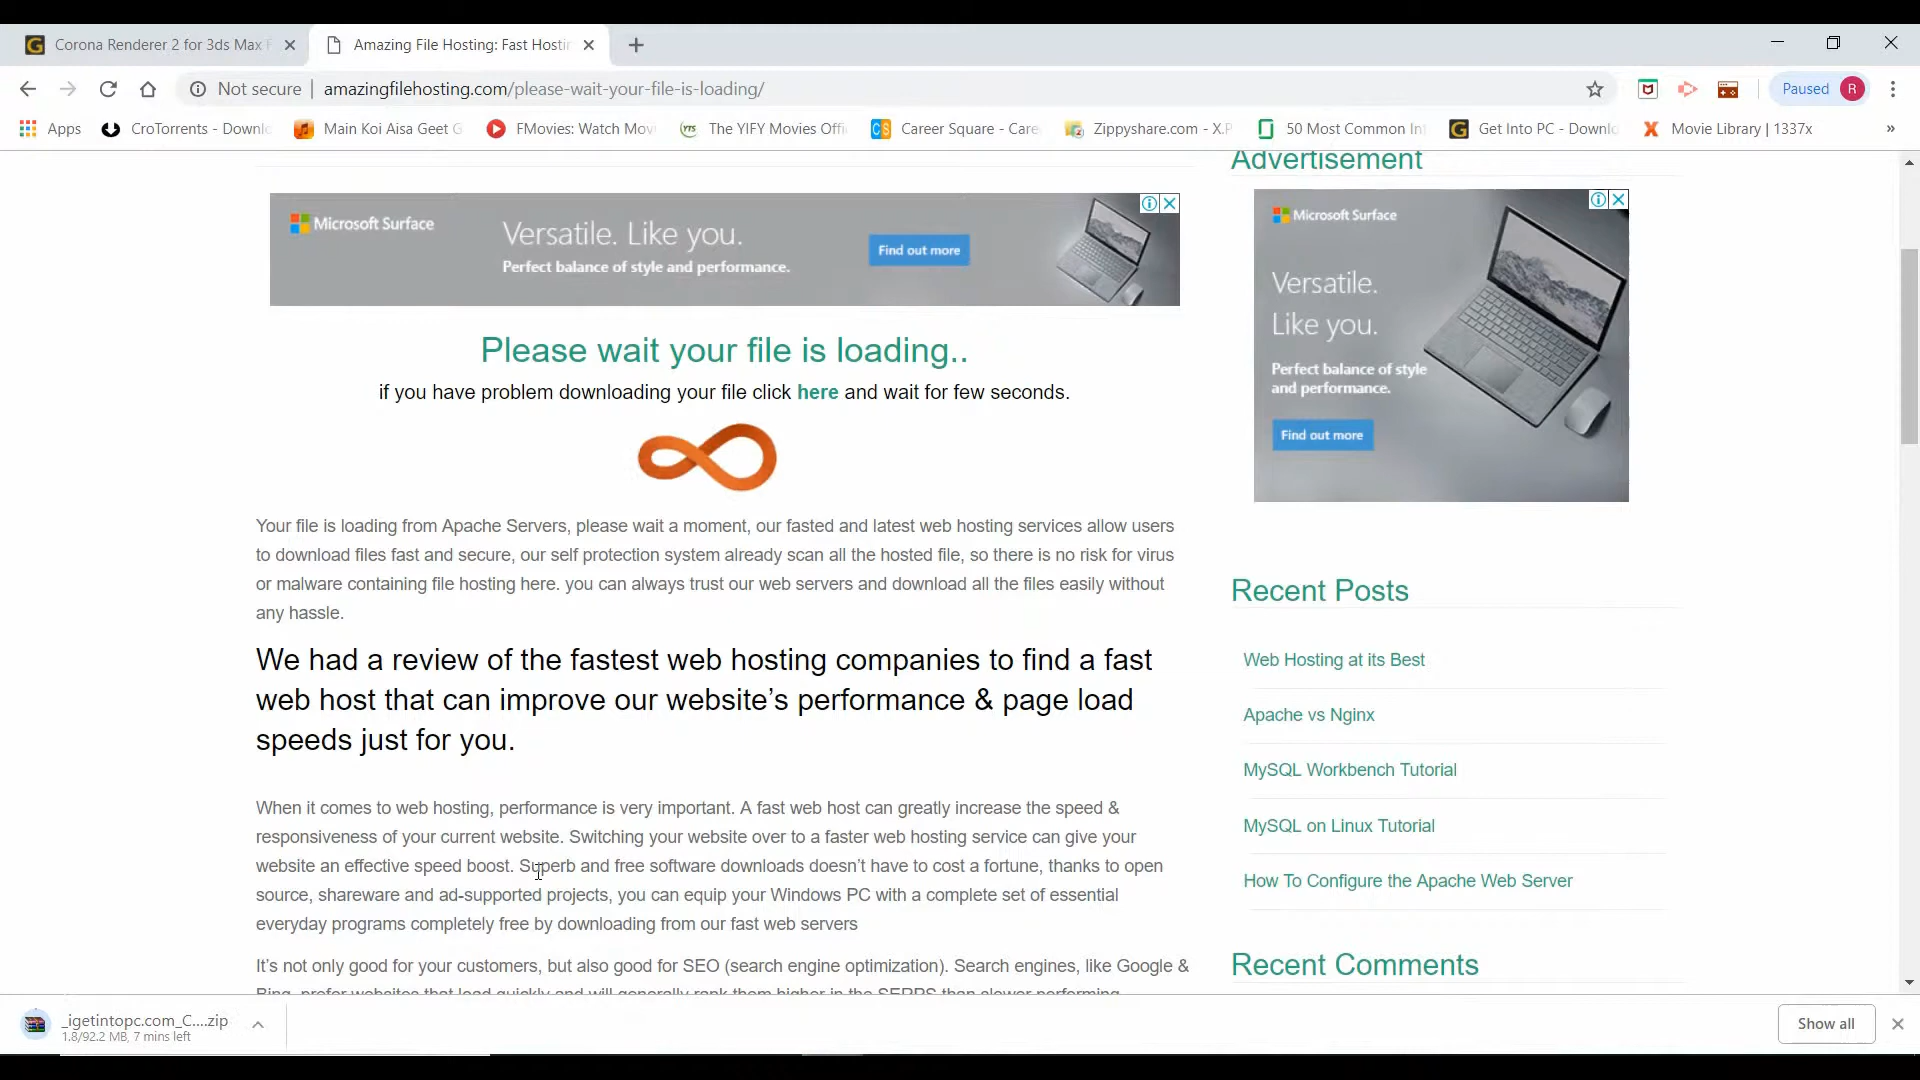 Corona Renderer 2 for 3ds Max F
Amazing File Hosting: Fast Hostin
Not secure
amazingfilehosting.com/please-wait-your-file-is-loading/
Paused
R
Apps
CroTorrents - Downlo
Main Koi Aisa Geet G
FMovies: Watch Mov
YTS
The YIFY Movies Offi
CS
Career Square - Care
Zippyshare.com - X.P
50 Most Common In
Get Into PC - Downlo
Movie Library | 1337x
»
Advertisement
Microsoft Surface
Versatile. Like you.
Perfect balance of style and performance.
Find out more
Microsoft Surface
Versatile.
Like you.
Perfect balance of style
and performance.
Find out more
Please wait your file is loading..
if you have problem downloading your file click here and wait for few seconds.
Your file is loading from Apache Servers, please wait a moment, our fasted and latest web hosting services allow users
to download files fast and secure, our self protection system already scan all the hosted file, so there is no risk for virus
or malware containing file hosting here. you can always trust our web servers and download all the files easily without
any hassle.
We had a review of the fastest web hosting companies to find a fast
web host that can improve our website’s performance & page load
speeds just for you.
When it comes to web hosting, performance is very important. A fast web host can greatly increase the speed &
responsiveness of your current website. Switching your website over to a faster web hosting service can give your
website an effective speed boost. Superb and free software downloads doesn’t have to cost a fortune, thanks to open
source, shareware and ad-supported projects, you can equip your Windows PC with a complete set of essential
everyday programs completely free by downloading from our fast web servers
It’s not only good for your customers, but also good for SEO (search engine optimization). Search engines, like Google &
Bing, prefer websites that load quickly and will generally rank them higher in the SERPS than slower performing
Recent Posts
Web Hosting at its Best
Apache vs Nginx
MySQL Workbench Tutorial
MySQL on Linux Tutorial
How To Configure the Apache Web Server
Recent Comments
_igetintopc.com_C....zip
1.8/92.2 MB, 7 mins left
Show all